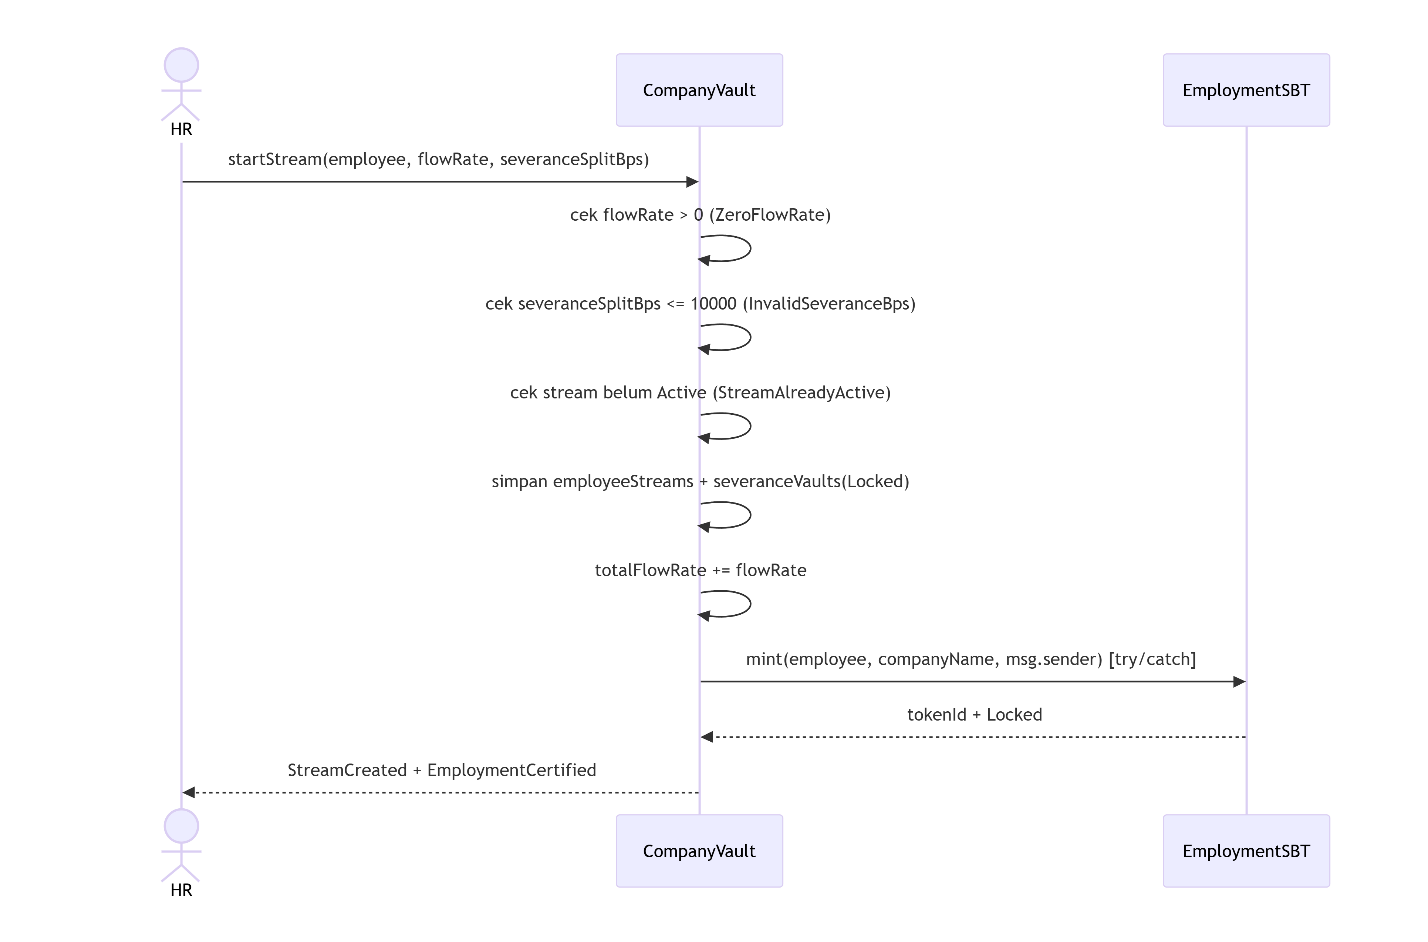 HR
CompanyVault
EmploymentSBT
startStream(employee, flowRate, severanceSplitBps)
cek flowRate > 0 (ZeroFlowRate)
cek severanceSplitBps <= 10000 (InvalidSeveranceBps)
cek stream belum Active (StreamAlreadyActive)
simpan employeeStreams + severanceVaults(Locked)
totalFlowRate += flowRate
mint(employee, companyName, msg.sender) [try/catch]
tokenId + Locked
StreamCreated + EmploymentCertified
HR
CompanyVault
EmploymentSBT